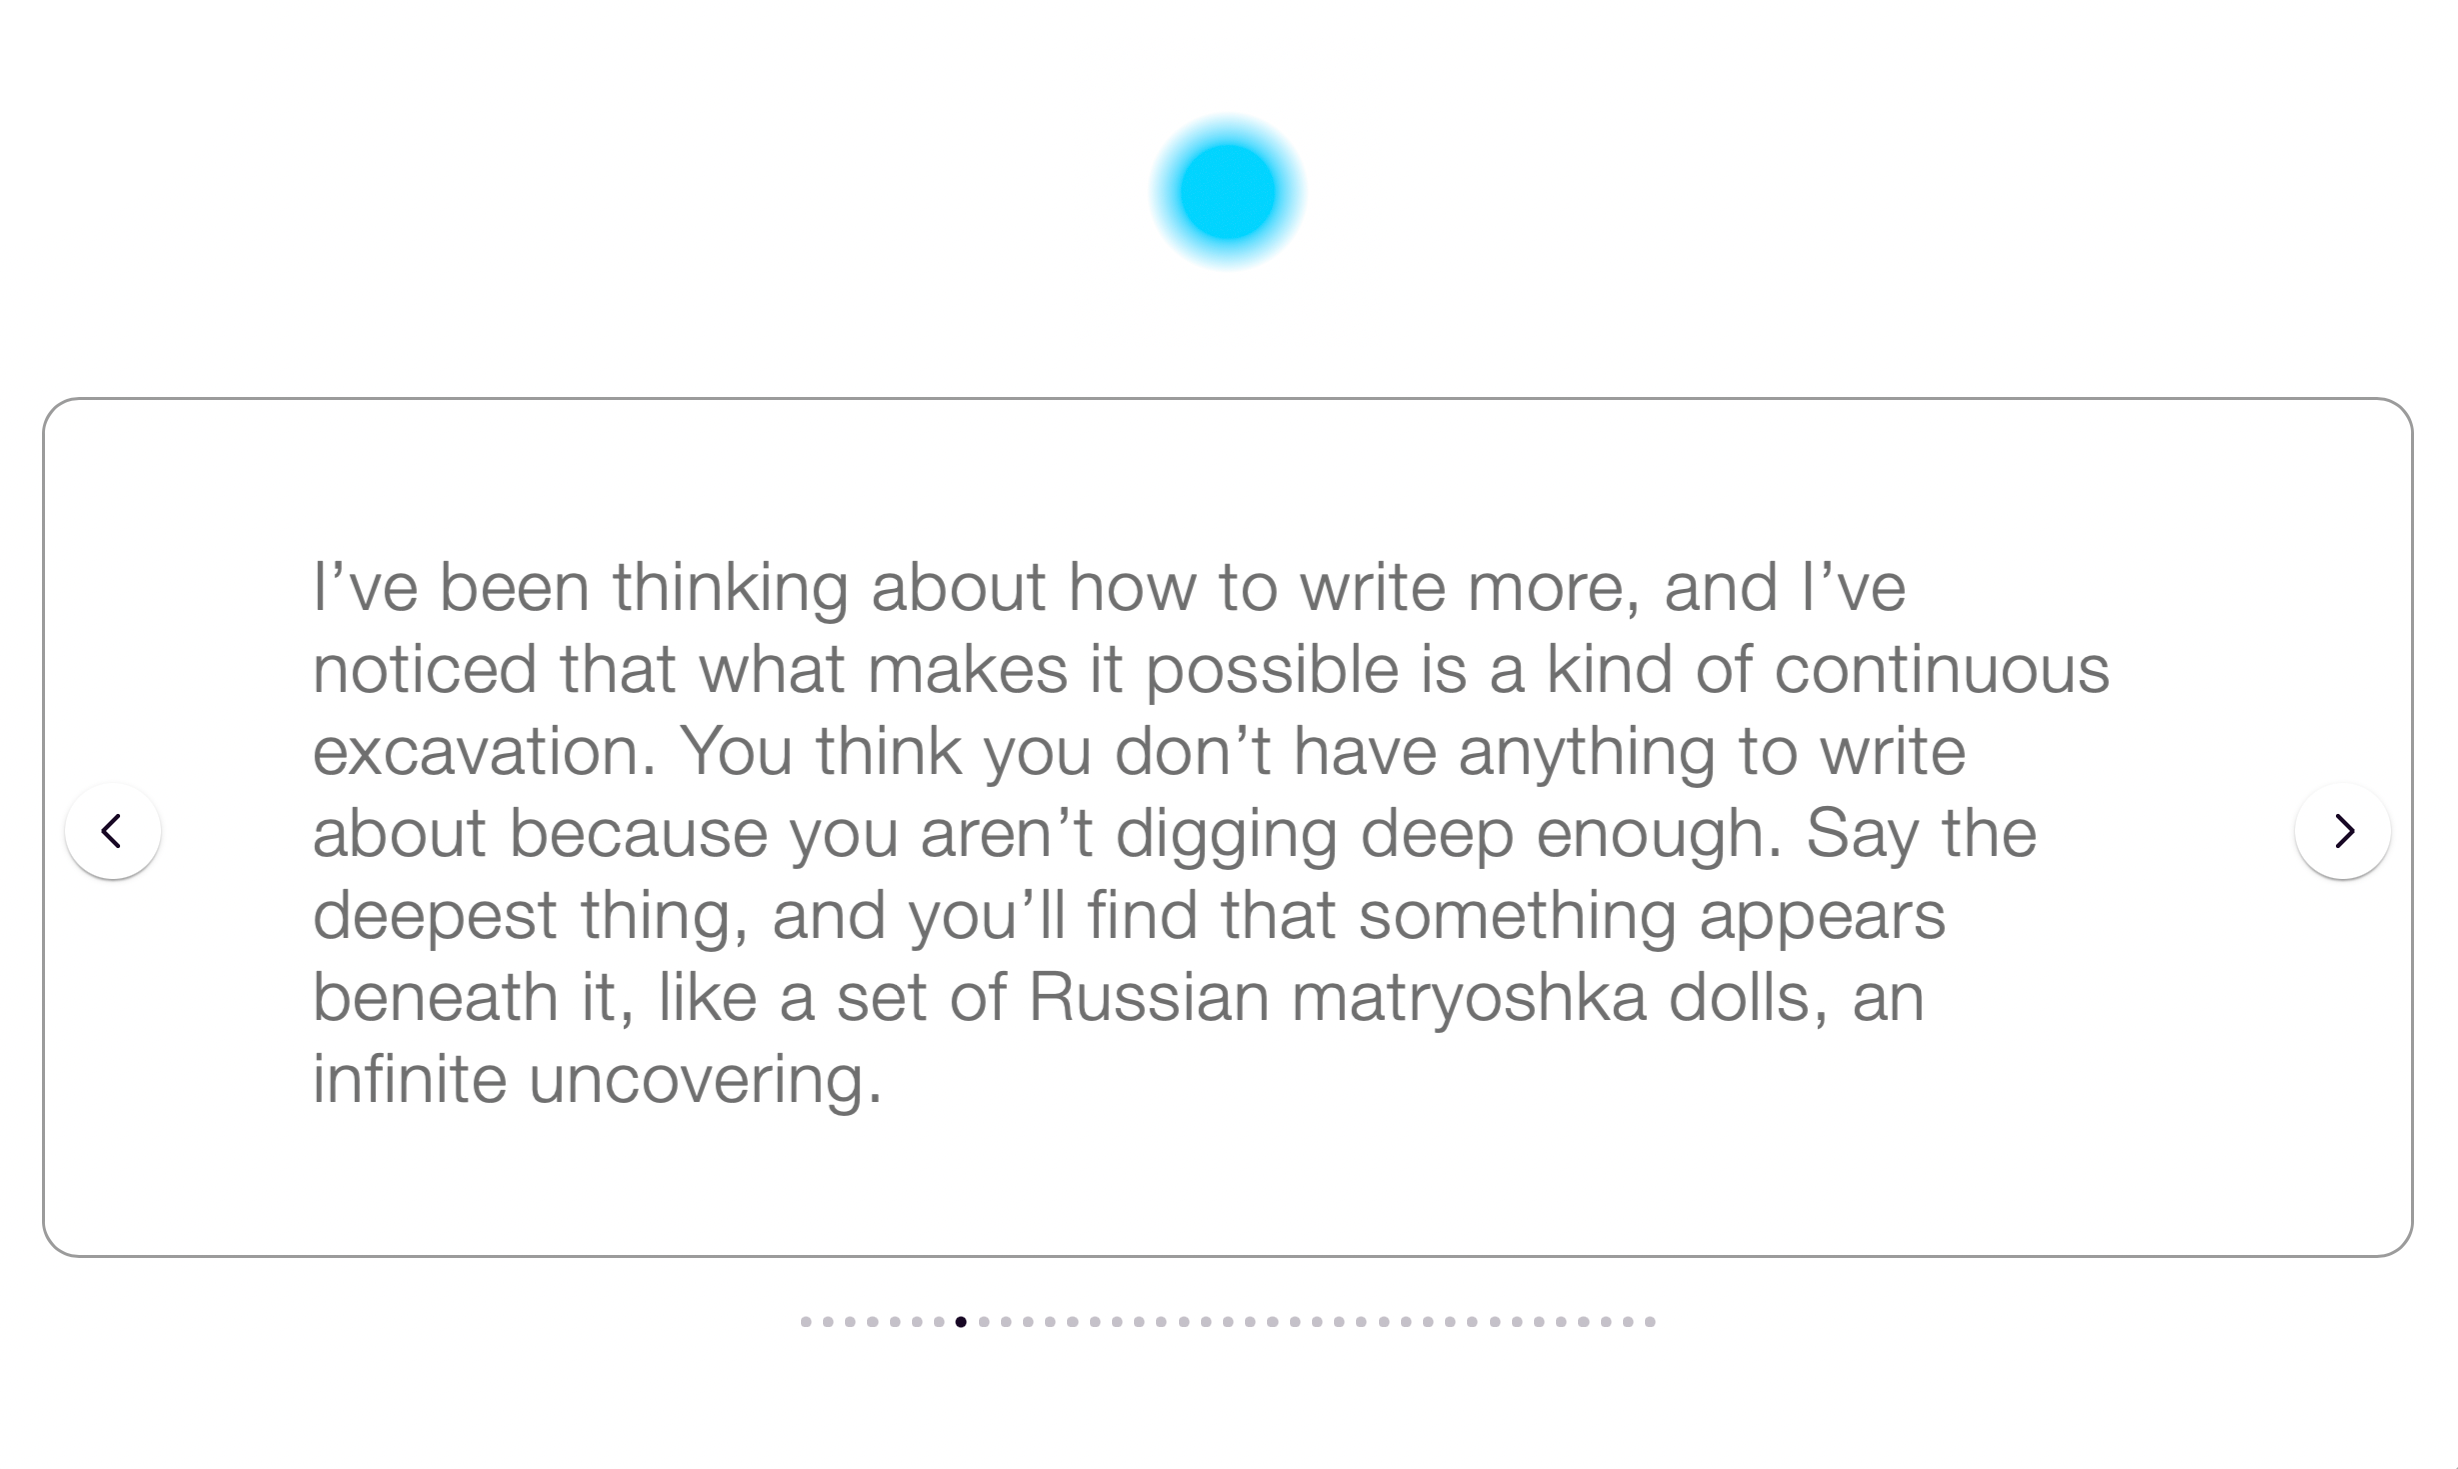 I’ve been thinking about how to write more, and I’ve
noticed that what makes it possible is a kind of continuous
excavation. You think you don’t have anything to write
about because you aren’t digging deep enough. Say the
deepest thing, and you’ll find that something appears
beneath it, like a set of Russian matryoshka dolls, an
infinite uncovering.